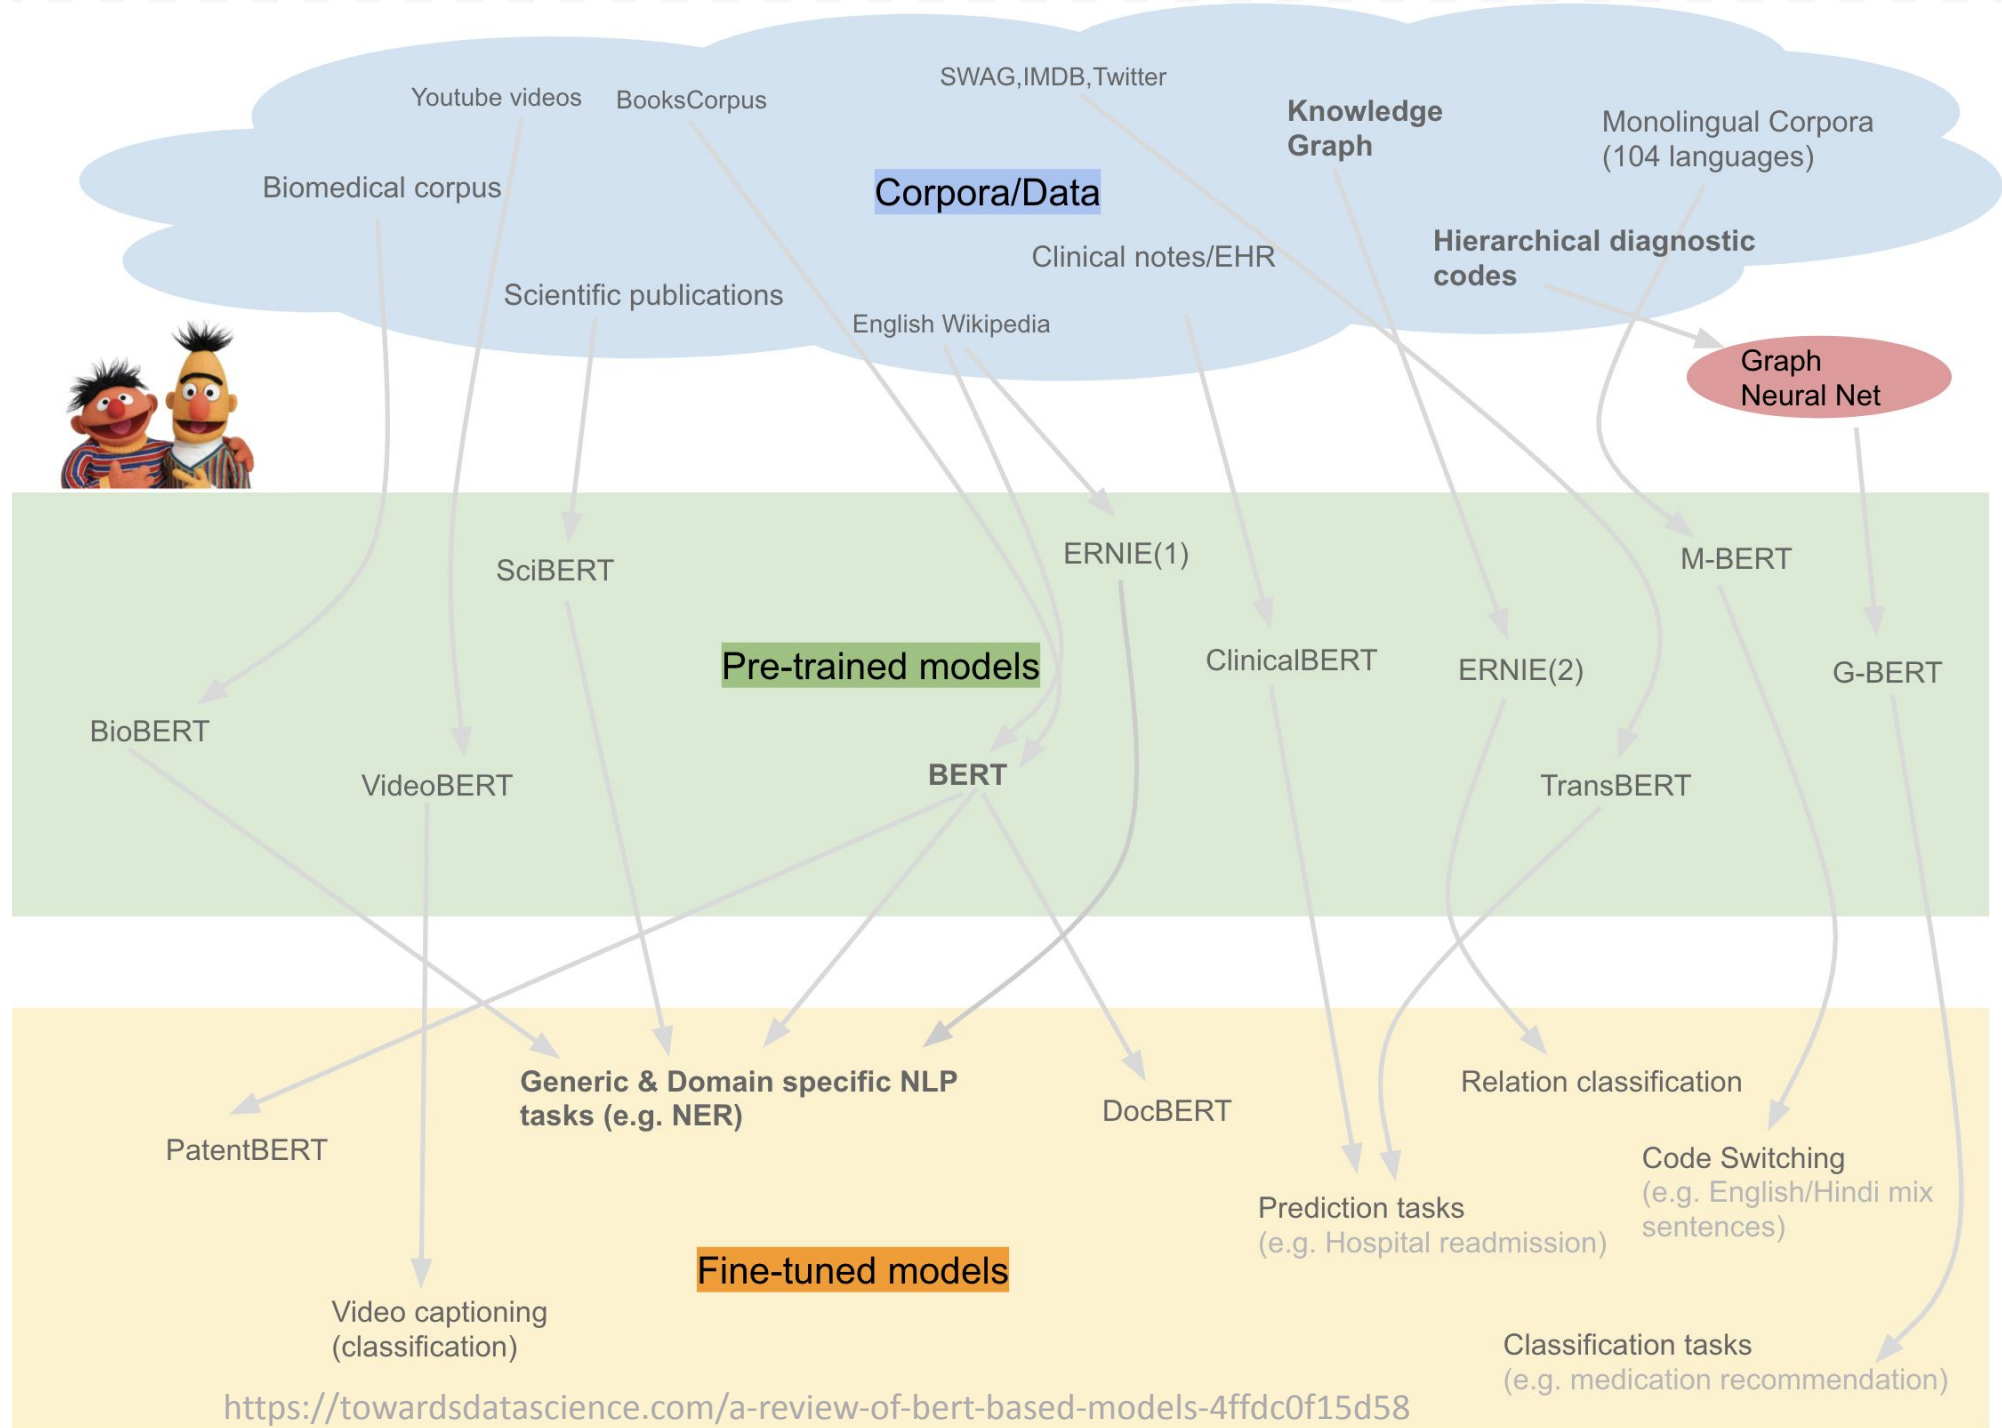 SWAG,IMDB,Twitter
Youtube videos
BooksCorpus
Knowledge
Graph
Monolingual Corpora
(104 languages)
Biomedical corpus
Corpora/Data
Hierarchical diagnostic
codes
Clinical notes/EHR
Scientific publications
English Wikipedia
Graph
Neural Net
SciBERT
ERNIE(1)
M-BERT
Pre-trained models
ClinicalBERT
ERNIE(2)
G-BERT
BioBERT
VideoBERT
BERT
TransBERT
Generic & Domain specific NLP
tasks (e.g. NER)
Relation classification
DocBERT
PatentBERT
Code Switching
(e.g. English/Hindi mix
sentences)
Prediction tasks
(e.g. Hospital readmission)
Fine-tuned models
Video captioning
(classification)
Classification tasks
(e.g. medication recommendation)
https://towardsdatascience.com/a-review-of-bert-based-models-4ffdc0f15d58